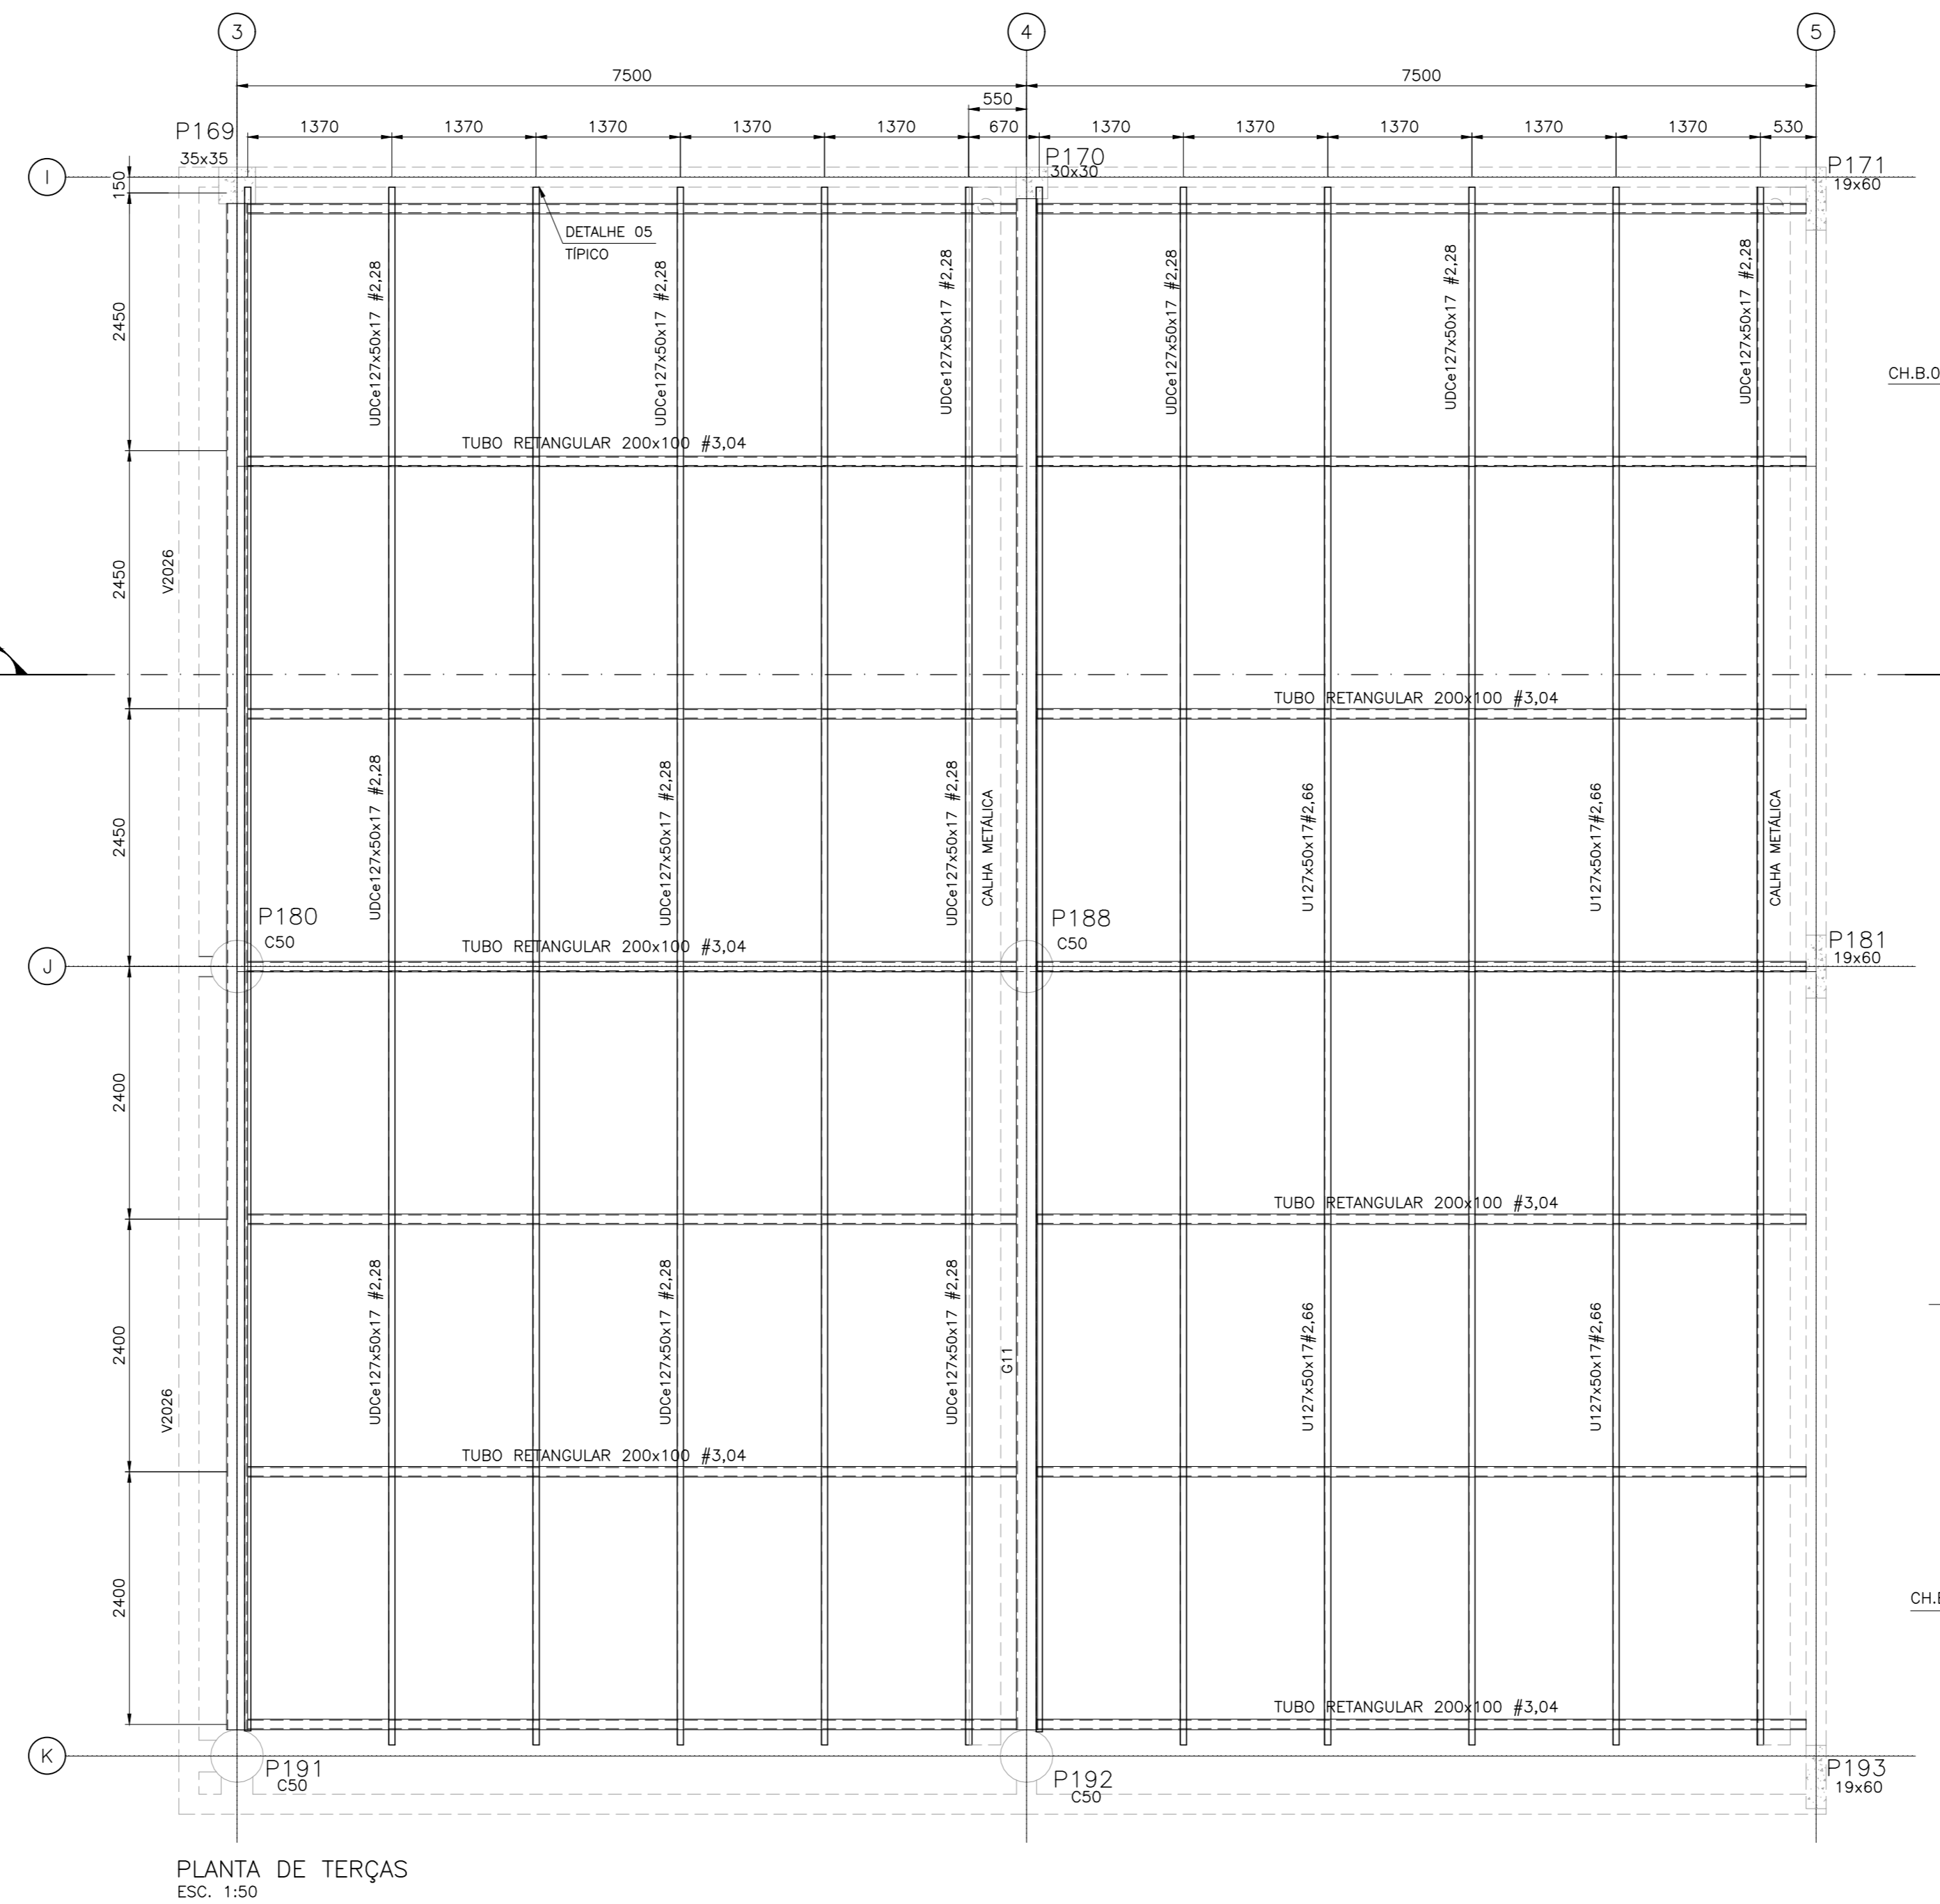 3
4
5
7500
7500
550
1370
1370
1370
1370
1370
670
1370
1370
1370
1370
1370
530
P169
35x35
P170
30x30
P171
19x60
I
150
DETALHE 05
TÍPICO
2450
UDCe127x50x17 #2,28
UDCe127x50x17 #2,28
UDCe127x50x17 #2,28
UDCe127x50x17 #2,28
UDCe127x50x17 #2,28
UDCe127x50x17 #2,28
CH.B.0
TUBO RETANGULAR 200x100 #3,04
2450
V2026
TUBO RETANGULAR 200x100 #3,04
2450
UDCe127x50x17 #2,28
UDCe127x50x17 #2,28
UDCe127x50x17 #2,28
CALHA METÁLICA
U127x50x17#2,66
U127x50x17#2,66
CALHA METÁLICA
P180
C50
P188
C50
P181
19x60
TUBO RETANGULAR 200x100 #3,04
J
2400
TUBO RETANGULAR 200x100 #3,04
2400
V2026
UDCe127x50x17 #2,28
UDCe127x50x17 #2,28
UDCe127x50x17 #2,28
G11
U127x50x17#2,66
U127x50x17#2,66
TUBO RETANGULAR 200x100 #3,04
2400
TUBO RETANGULAR 200x100 #3,04
K
P191
C50
P192
C50
P193
19x60
PLANTA DE TERÇAS
ESC. 1:50